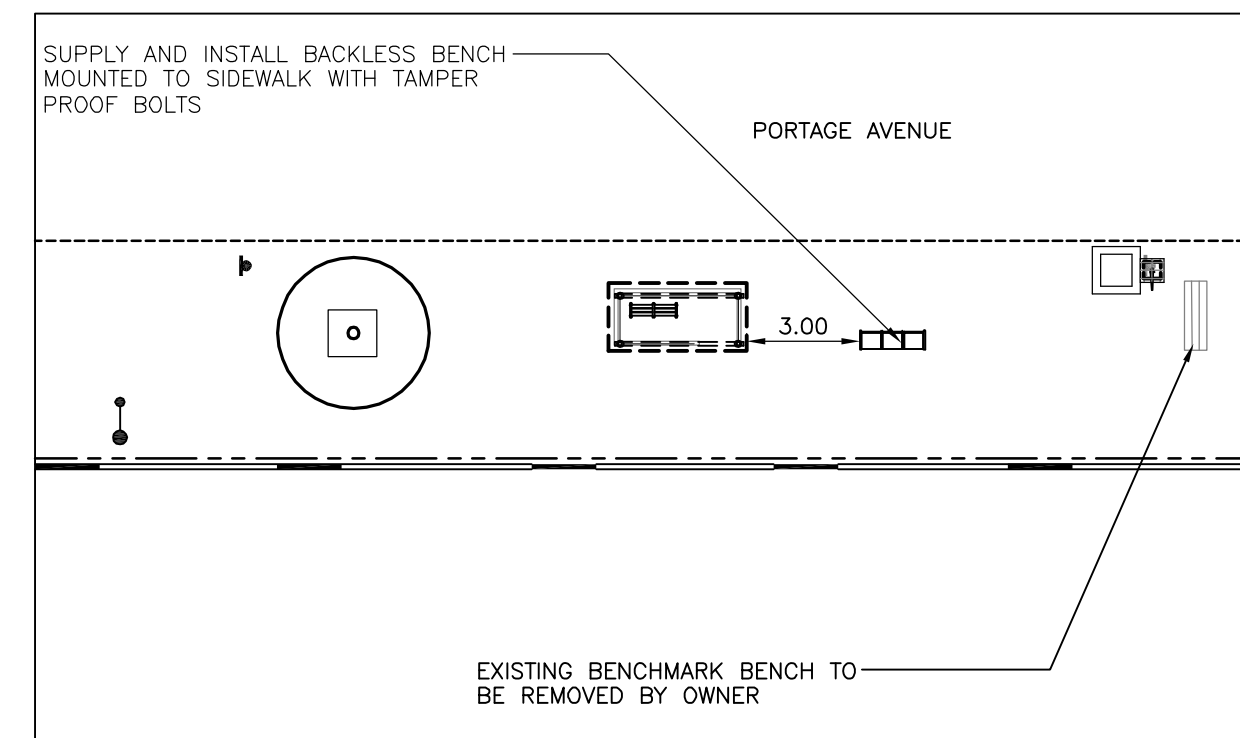 SUPPLY AND INSTALL BACKLESS BENCH
MOUNTED TO SIDEWALK WITH TAMPER
PROOF BOLTS
PORTAGE AVENUE
3.00
EXISTING BENCHMARK BENCH TO
BE REMOVED BY OWNER